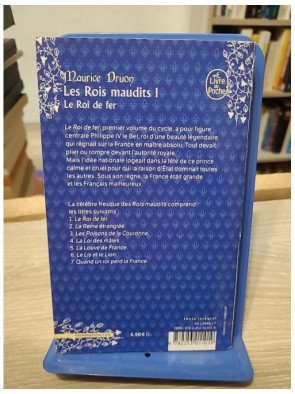 Maurice Druon
Les Rois maudits 1
Le Roi de fer
Le Livre
de Poche
Le Roi de fer, premier volume du cycle, a pour figure
centrale Philippe IV le Bel, roi d'une beauté légendaire
qui régnait sur la France en maître absolu. Tout devait
plier ou rompre devant l'autorité royale.
Mais l'idée nationale logeait dans la tête de ce prince
calme et cruel pour qui la raison d'État dominait toutes
les autres. Sous son règne, la France était grande
et les Français malheureux.
La célèbre fresque des Rois maudits comprend
les titres suivants
1. Le Roi de fer
2. La Reine étranglée
3. Les Poisons de la Couronne
4. La Loi des mâles
5. La Louve de France
6. Le Lis et le Lion
7. Quand un roi perd la France
texte intégral
6,90 €